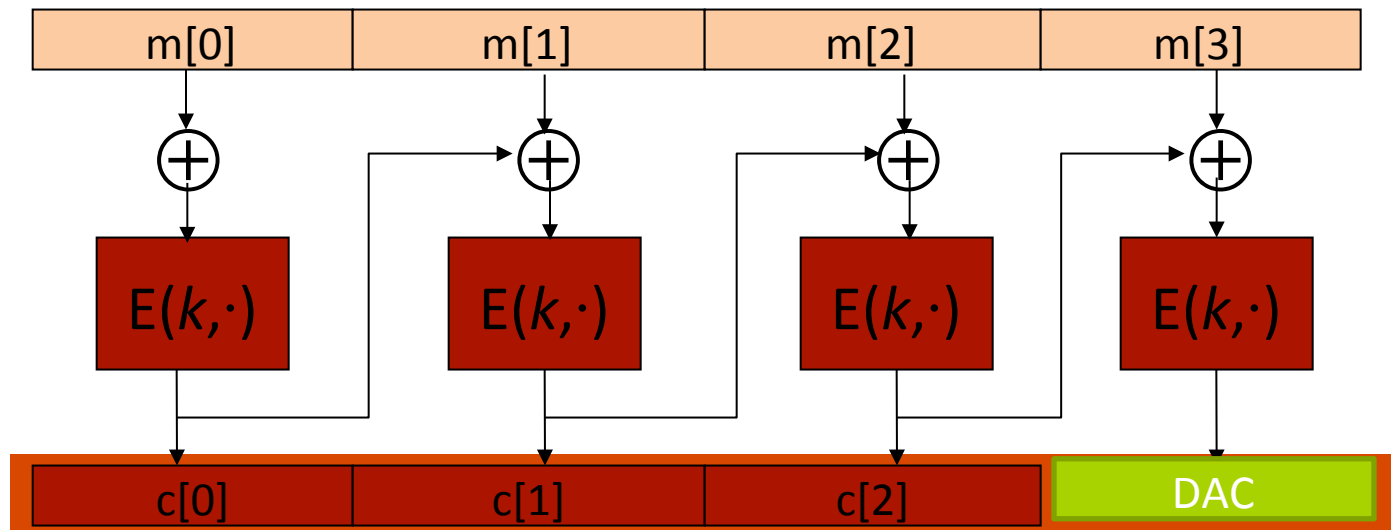 m[0] m[1] m[2] m[3]
E(k,·) E(k,·) E(k,·) E(k,·)
c[0] c[1] c[2] DAC